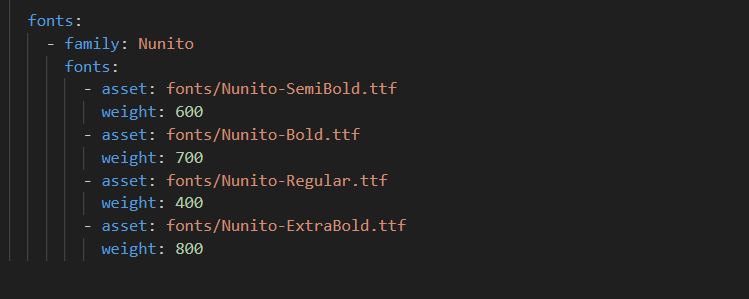 fonts:
- family: Nunito
fonts:
- asset: fonts/Nunito-SemiBold.ttf
weight: 600
- asset: fonts/Nunito-Bold.ttf
weight: 700
- asset: fonts/Nunito-Regular.ttf
weight: 400
- asset: fonts/Nunito-ExtraBold.ttf
weight: 800